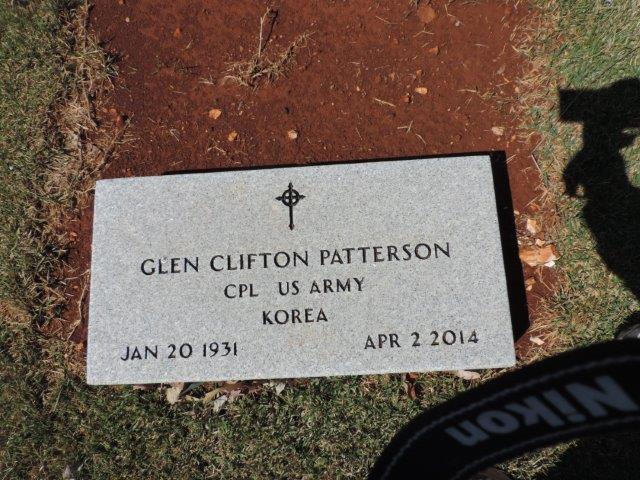 GLEN CLIFTON PATTERSON
CPL US ARMY
KOREA
JAN 20 1931 APR 2 2014
Nikon